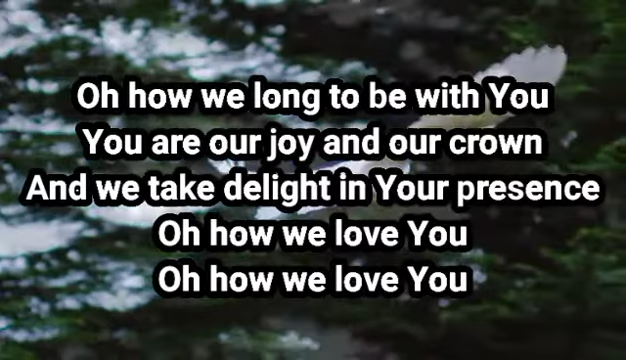 Oh how we long to be with You
You are our joy and our crown
And we take delight in Your presence
Oh how we love You
Oh how we love You